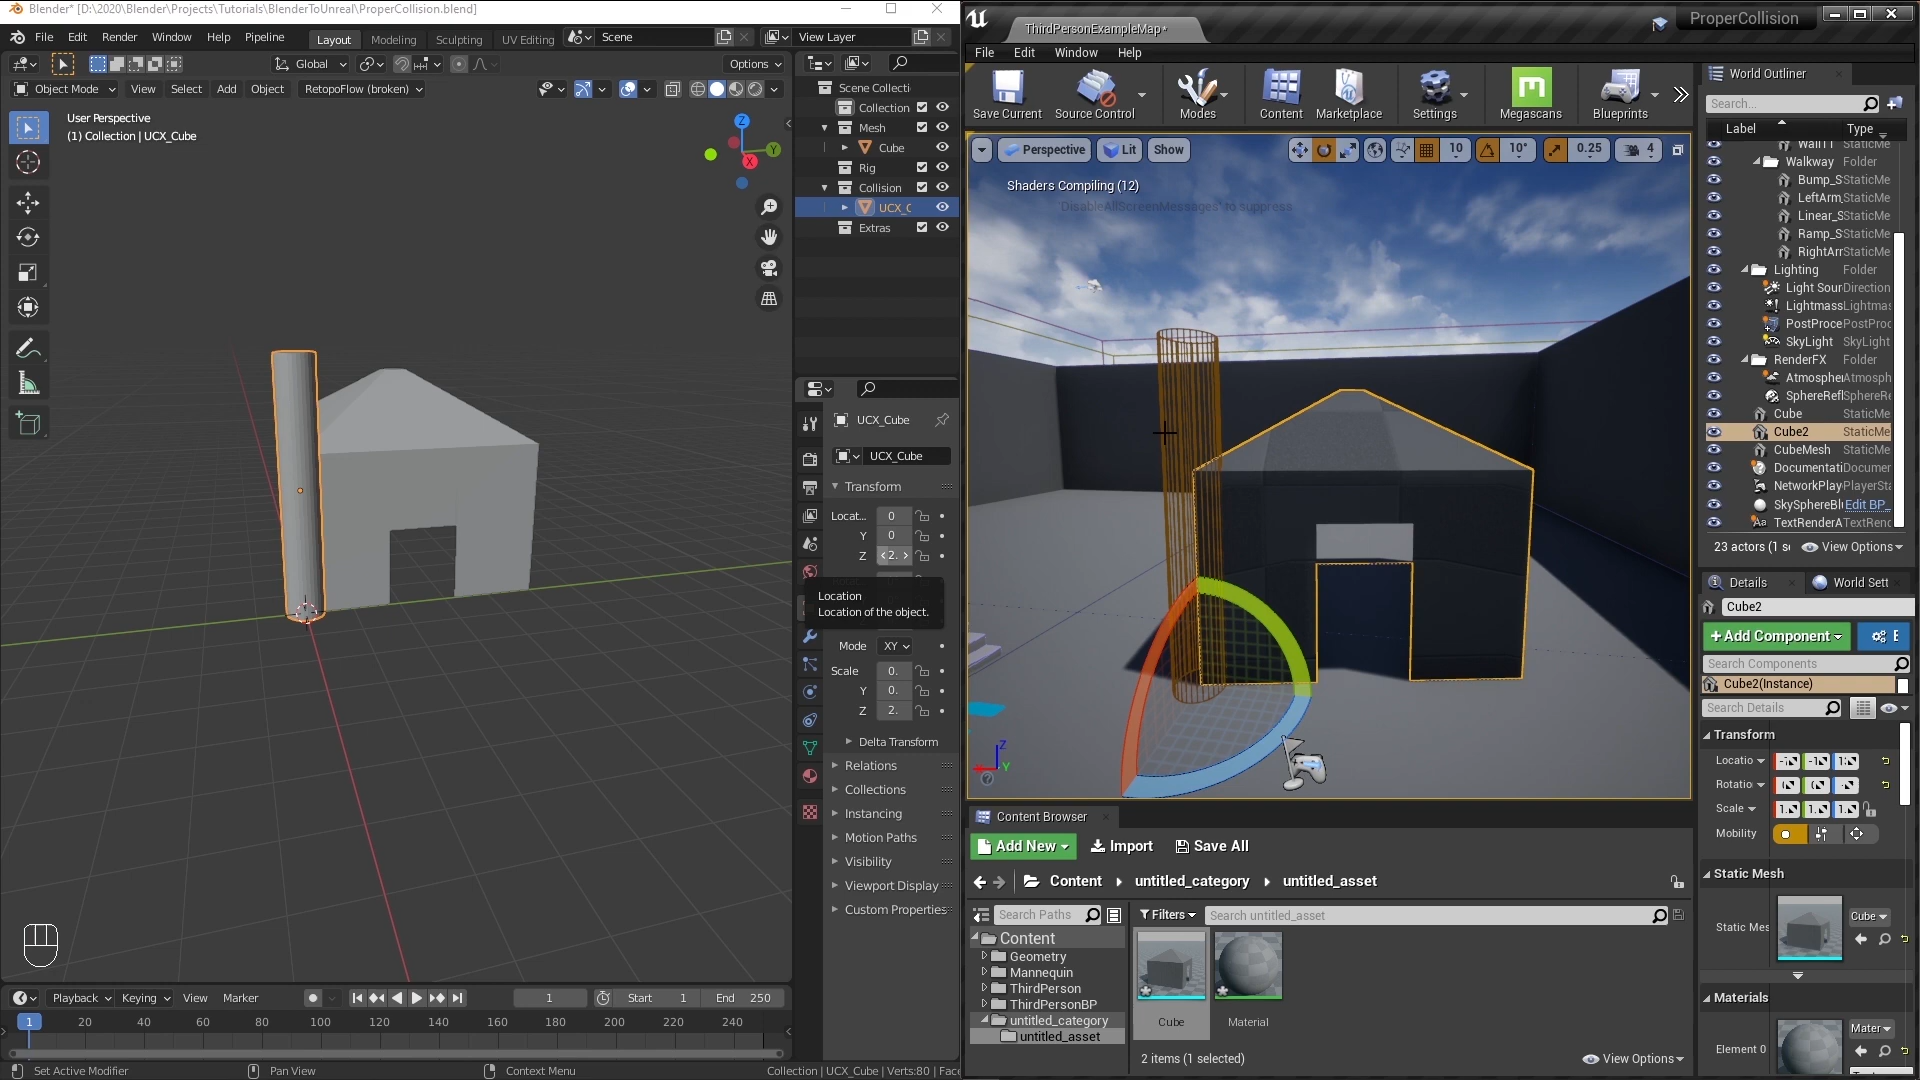 Blender* [D:\2020\Blender\Projects\Tutorials\BlenderToUnreal\ProperCollision.blend]
File Edit Render Window Help Pipeline Layout Modeling Sculpting UV Editing Scene View Layer
Global Options
Object Mode View Select Add Object RetopoFlow (broken)
User Perspective
(1) Collection | UCX_Cube
Z
Y
X
Scene Collecti
Collection
Mesh
Cube
Rig
Collision
UCX_C
Extras
UCX_Cube
UCX_Cube
Transform
Locat... 0
Y 0
Z 2.
Location
Location of the object.
Mode XY
Scale 0.
Y 0.
Z 2.
Delta Transform
Relations
Collections
Instancing
Motion Paths
Visibility
Viewport Display
Custom Properties
Playback Keying View Marker 1 Start 1 End 250
1 20 40 60 80 100 120 140 160 180 200 220 240
Set Active Modifier Pan View Context Menu Collection | UCX_Cube | Verts:80 | Face
ThirdPersonExampleMap*
ProperCollision
File Edit Window Help
Save Current Source Control Modes Content Marketplace Settings Megascans Blueprints
Perspective Lit Show 10 10° 0.25 4
Shaders Compiling (12)
'DisableAllScreenMessages' to suppress
Z
Y
Content Browser
Add New Import Save All
Content untitled_category untitled_asset
Search Paths Filters Search untitled_asset
Content
Geometry
Mannequin
ThirdPerson
ThirdPersonBP
untitled_category
untitled_asset
Cube Material
2 items (1 selected) View Options
World Outliner
Search...
Label Type
Wall11 StaticMe
Walkway Folder
Bump_S StaticMe
LeftArm_ StaticMe
Linear_S StaticMe
Ramp_S StaticMe
RightArr StaticMe
Lighting Folder
Light Sour Direction
Lightmass Lightmas
PostProce PostProc
SkyLight SkyLight
RenderFX Folder
Atmospher Atmosph
SphereRefl SphereRe
Cube StaticMe
Cube2 StaticMe
CubeMesh StaticMe
Documentati Documen
NetworkPlay PlayerSta
SkySphereBlu Edit BP_
TextRenderA TextRend
23 actors (1 s View Options
Details World Sett
Cube2
+Add Component
Search Components
Cube2(Instance)
Search Details
Transform
Locatio
Rotatio
Scale
Mobility
Static Mesh
Static Mes Cube
Materials
Element 0 Mater